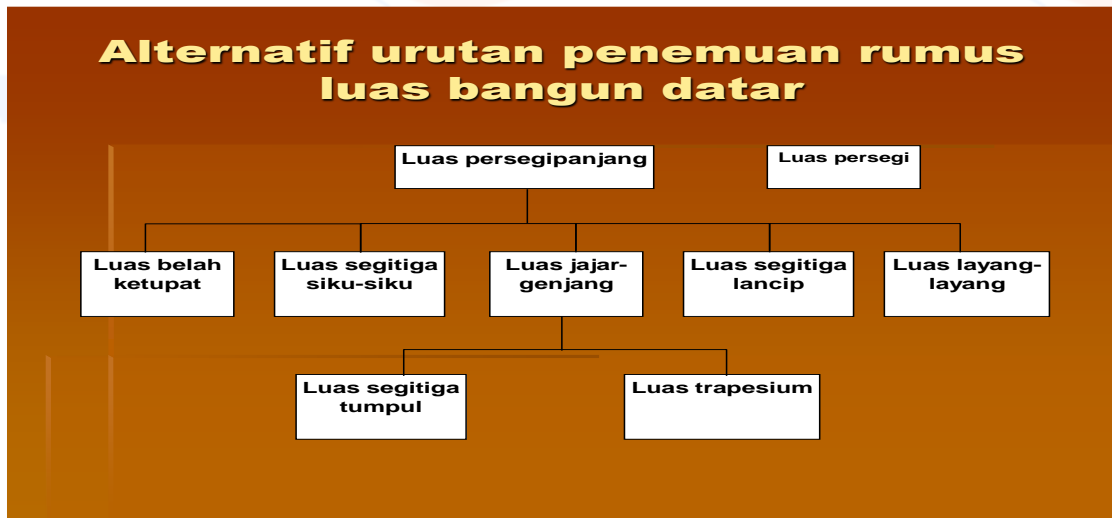 Alternatif urutan penemuan rumus
luas bangun datar
Luas persegipanjang
Luas persegi
Luas belah
ketupat
Luas segitiga
siku-siku
Luas jajar-
genjang
Luas segitiga
lancip
Luas layang-
layang
Luas segitiga
tumpul
Luas trapesium